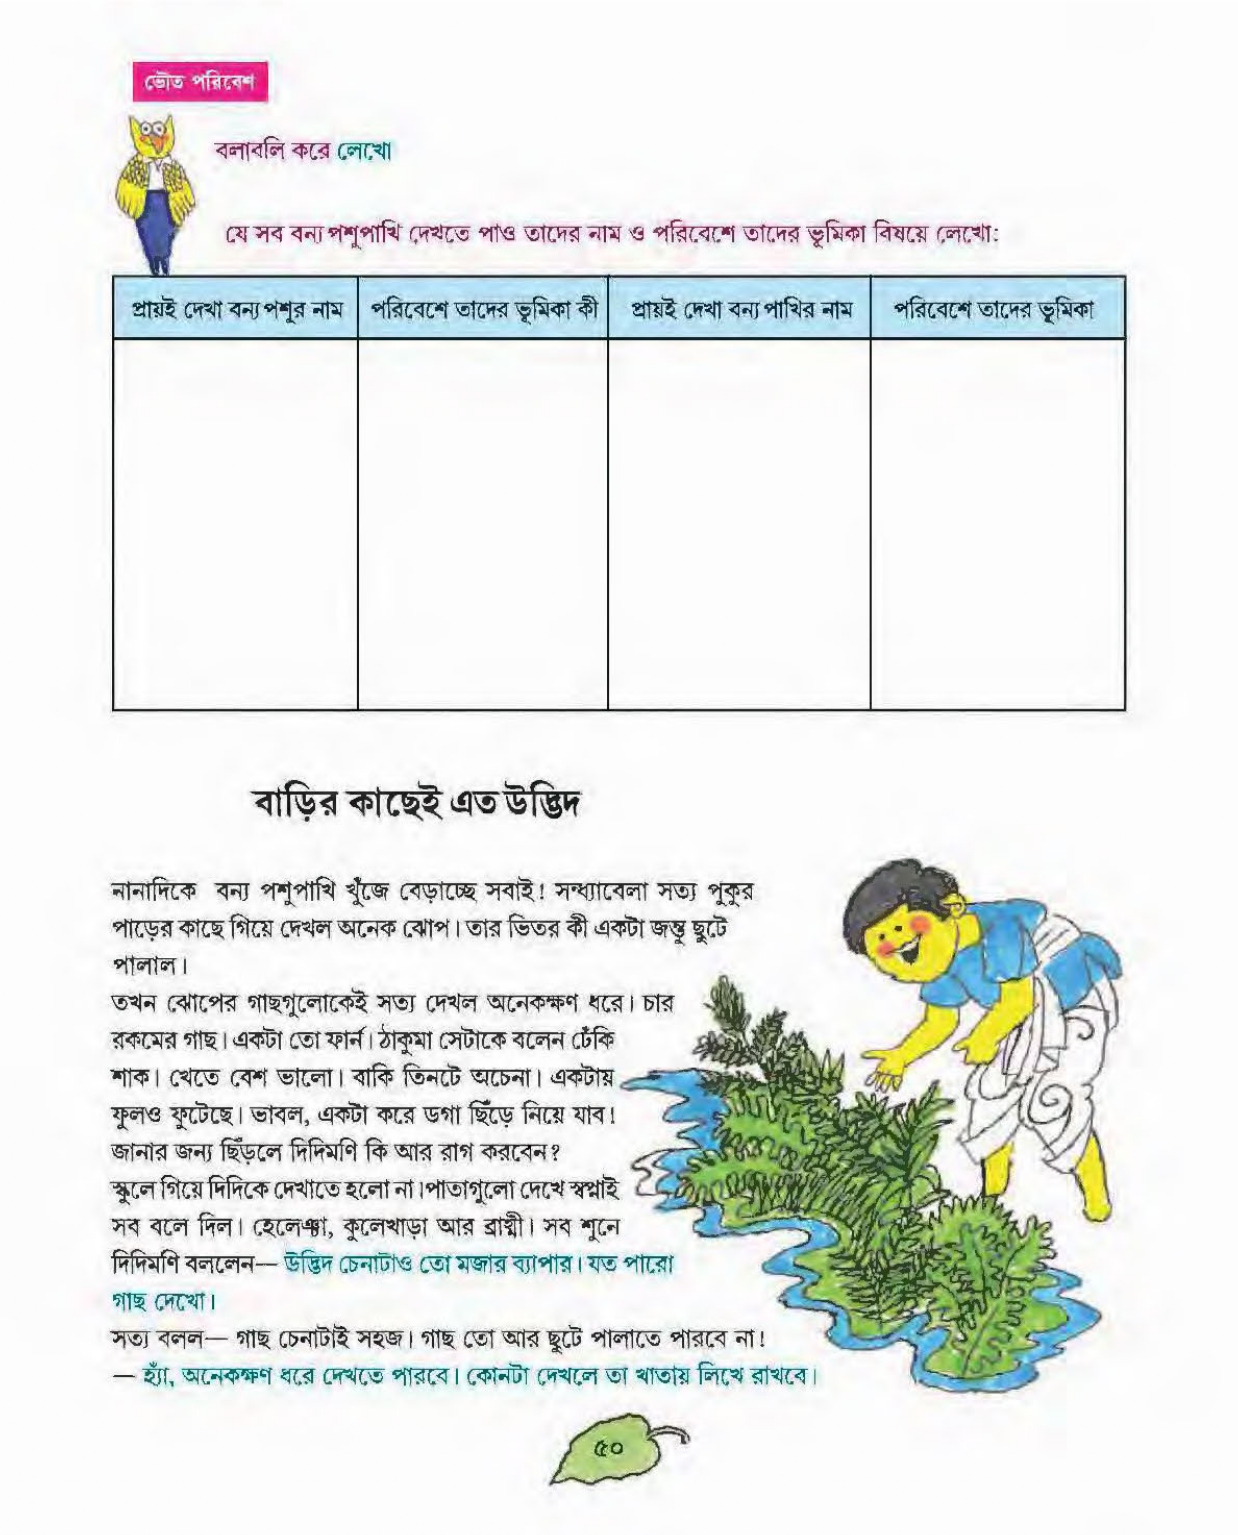 ভৌত পরিবেশ
বলাবলি করে লেখো
যে সব বন্য পশুপাখি দেখতে পাও তাদের নাম ও পরিবেশে তাদের ভূমিকা বিষয়ে লেখো:
প্রায়ই দেখা বন্য পশুর নাম পরিবেশে তাদের ভূমিকা কী প্রায়ই দেখা বন্য পাখির নাম পরিবেশে তাদের ভূমিকা
বাড়ির কাছেই এত উদ্ভিদ
নানাদিকে বন্য পশুপাখি খুঁজে বেড়াচ্ছে সবাই! সন্ধ্যাবেলা সত্য পুকুর
পাড়ের কাছে গিয়ে দেখল অনেক ঝোপ। তার ভিতর কী একটা জন্তু ছুটে
পালাল।
তখন ঝোপের গাছগুলোকেই সত্য দেখল অনেকক্ষণ ধরে। চার
রকমের গাছ। একটা তো ফার্ন। ঠাকুমা সেটাকে বলেন ঢেঁকি
শাক। খেতে বেশ ভালো। বাকি তিনটে অচেনা। একটায়
ফুলও ফুটেছে। ভাবল, একটা করে ডগা ছিঁড়ে নিয়ে যাব!
জানার জন্য ছিঁড়লে দিদিমণি কি আর রাগ করবেন?
স্কুলে গিয়ে দিদিকে দেখাতে হলো না। পাতাগুলো দেখে স্বপ্নাই
সব বলে দিল। হেলেঞ্চা, কুলেখাড়া আর ব্রাহ্মী। সব শুনে
দিদিমণি বললেন— উদ্ভিদ চেনাটাও তো মজার ব্যাপার। যত পারো
গাছ দেখো।
সত্য বলল— গাছ চেনাটাই সহজ। গাছ তো আর ছুটে পালাতে পারবে না!
— হ্যাঁ, অনেকক্ষণ ধরে দেখতে পারবে। কোনটা দেখলে তা খাতায় লিখে রাখবে।
৫০